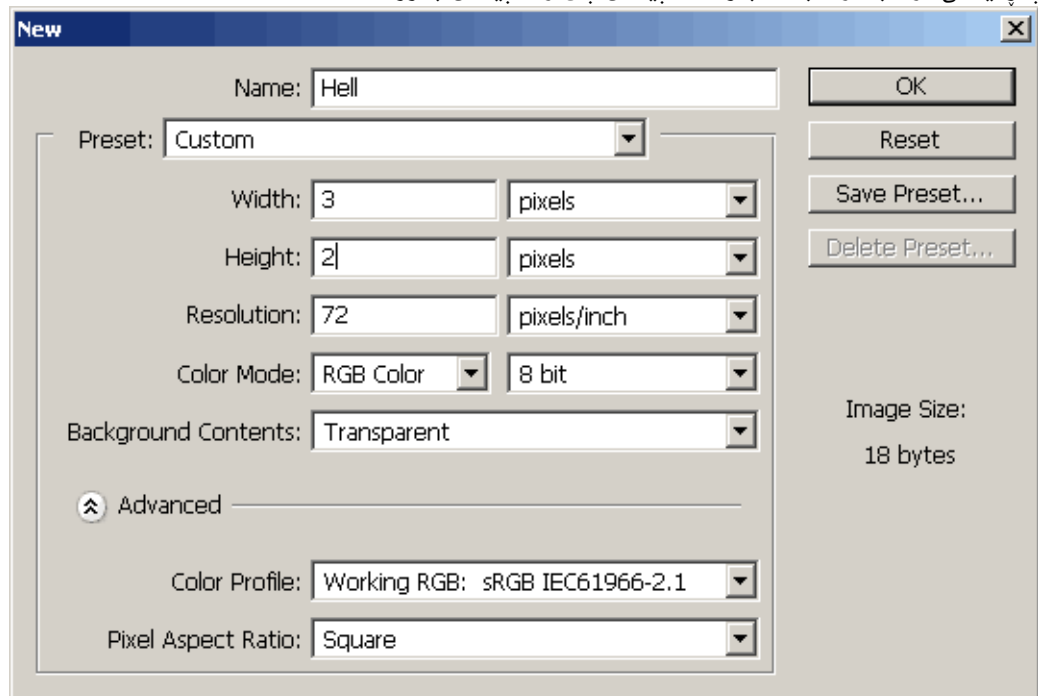 New
Name: Hell
OK
Preset: Custom
Reset
Width: 3 pixels
Save Preset...
Height: 2 pixels
Delete Preset...
Resolution: 72 pixels/inch
Color Mode: RGB Color 8 bit
Image Size:
Background Contents: Transparent
18 bytes
Advanced
Color Profile: Working RGB: sRGB IEC61966-2.1
Pixel Aspect Ratio: Square